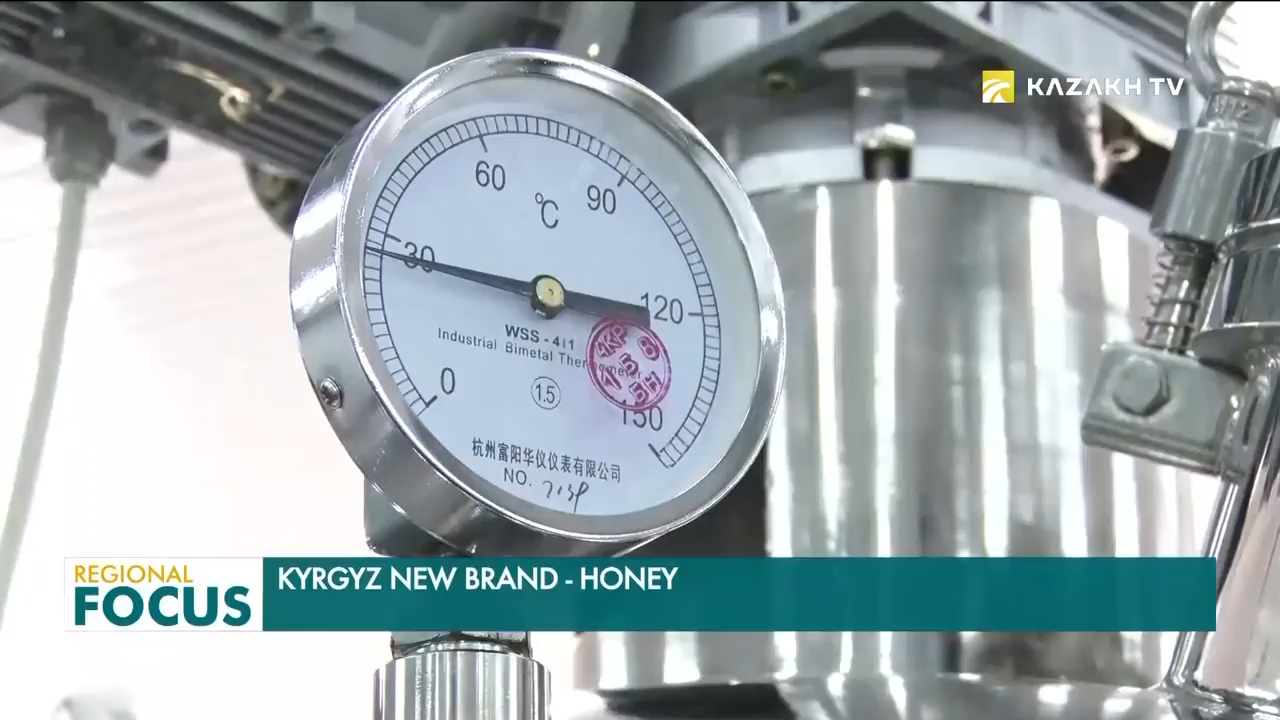 KAZAKH TV
60
90
°C
30
120
WSS - 411
Industrial Bimetal Thermometer
0
1.5
150
杭州富阳华仪仪表有限公司
NO.
REGIONAL
FOCUS
KYRGYZ NEW BRAND - HONEY